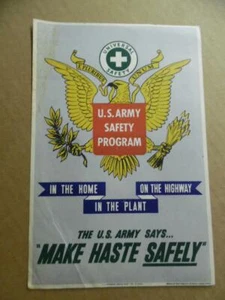 UNIVERSAL
SAFETY
U.S. ARMY
SAFETY
PROGRAM
IN THE HOME
ON THE HIGHWAY
IN THE PLANT
THE U.S. ARMY SAYS...
"MAKE HASTE SAFELY"